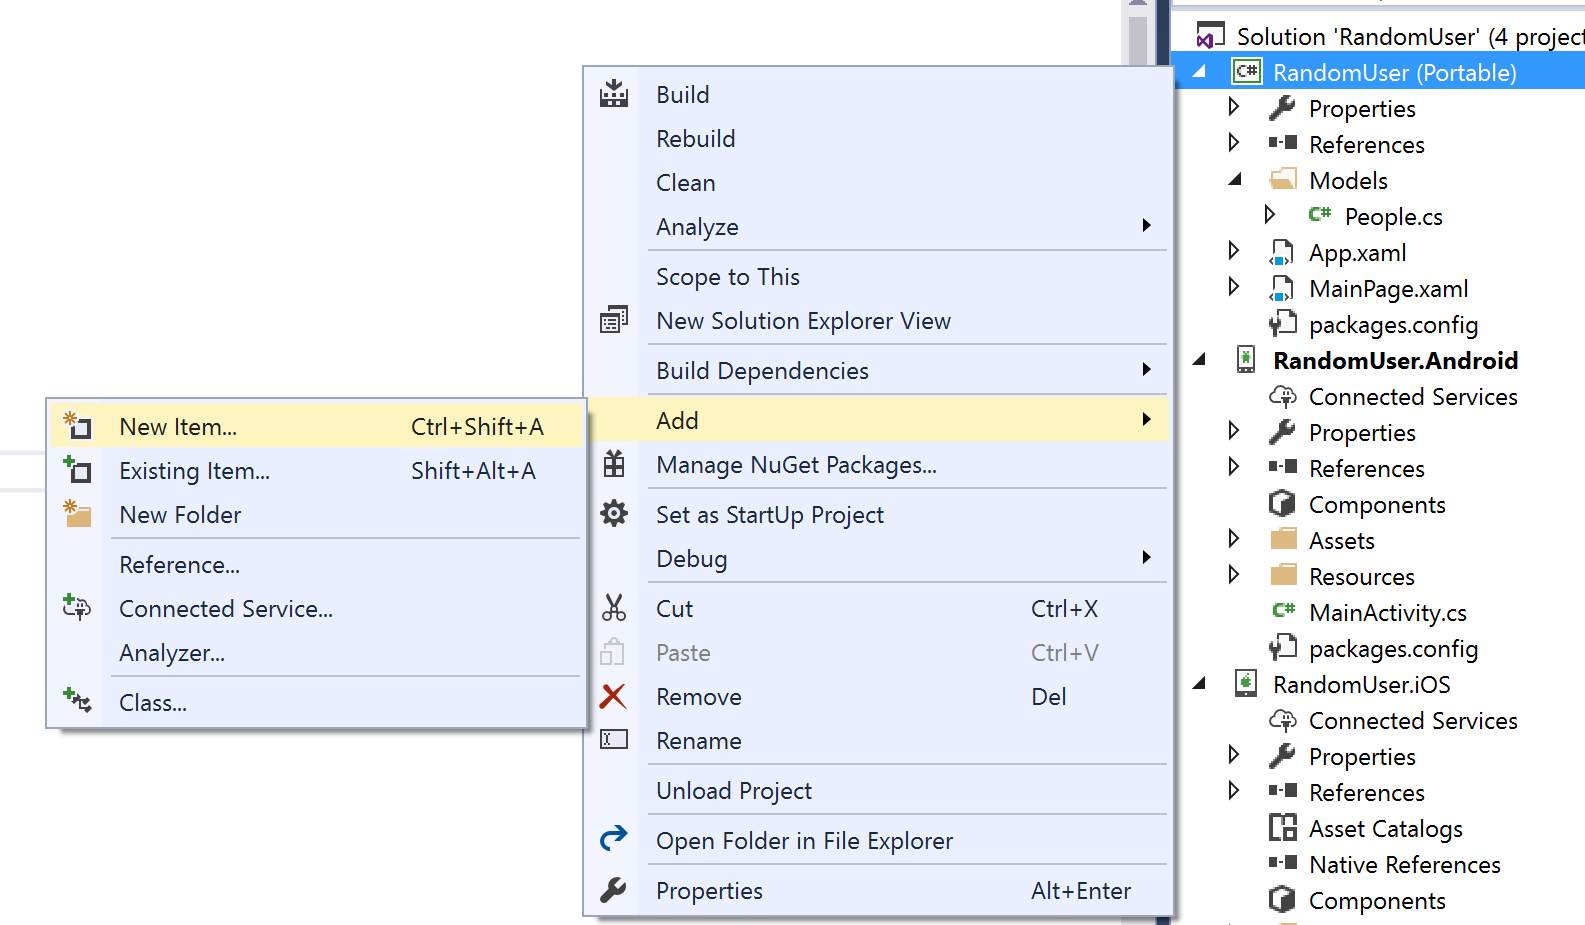 New Item... Ctrl+Shift+A
Existing Item... Shift+Alt+A
New Folder
Reference...
Connected Service...
Analyzer...
Class...
Build
Rebuild
Clean
Analyze
Scope to This
New Solution Explorer View
Build Dependencies
Add
Manage NuGet Packages...
Set as StartUp Project
Debug
Cut Ctrl+X
Paste Ctrl+V
Remove Del
Rename
Unload Project
Open Folder in File Explorer
Properties Alt+Enter
Solution 'RandomUser' (4 project
C# RandomUser (Portable)
Properties
References
Models
C# People.cs
App.xaml
MainPage.xaml
packages.config
RandomUser.Android
Connected Services
Properties
References
Components
Assets
Resources
C# MainActivity.cs
packages.config
RandomUser.iOS
Connected Services
Properties
References
Asset Catalogs
Native References
Components